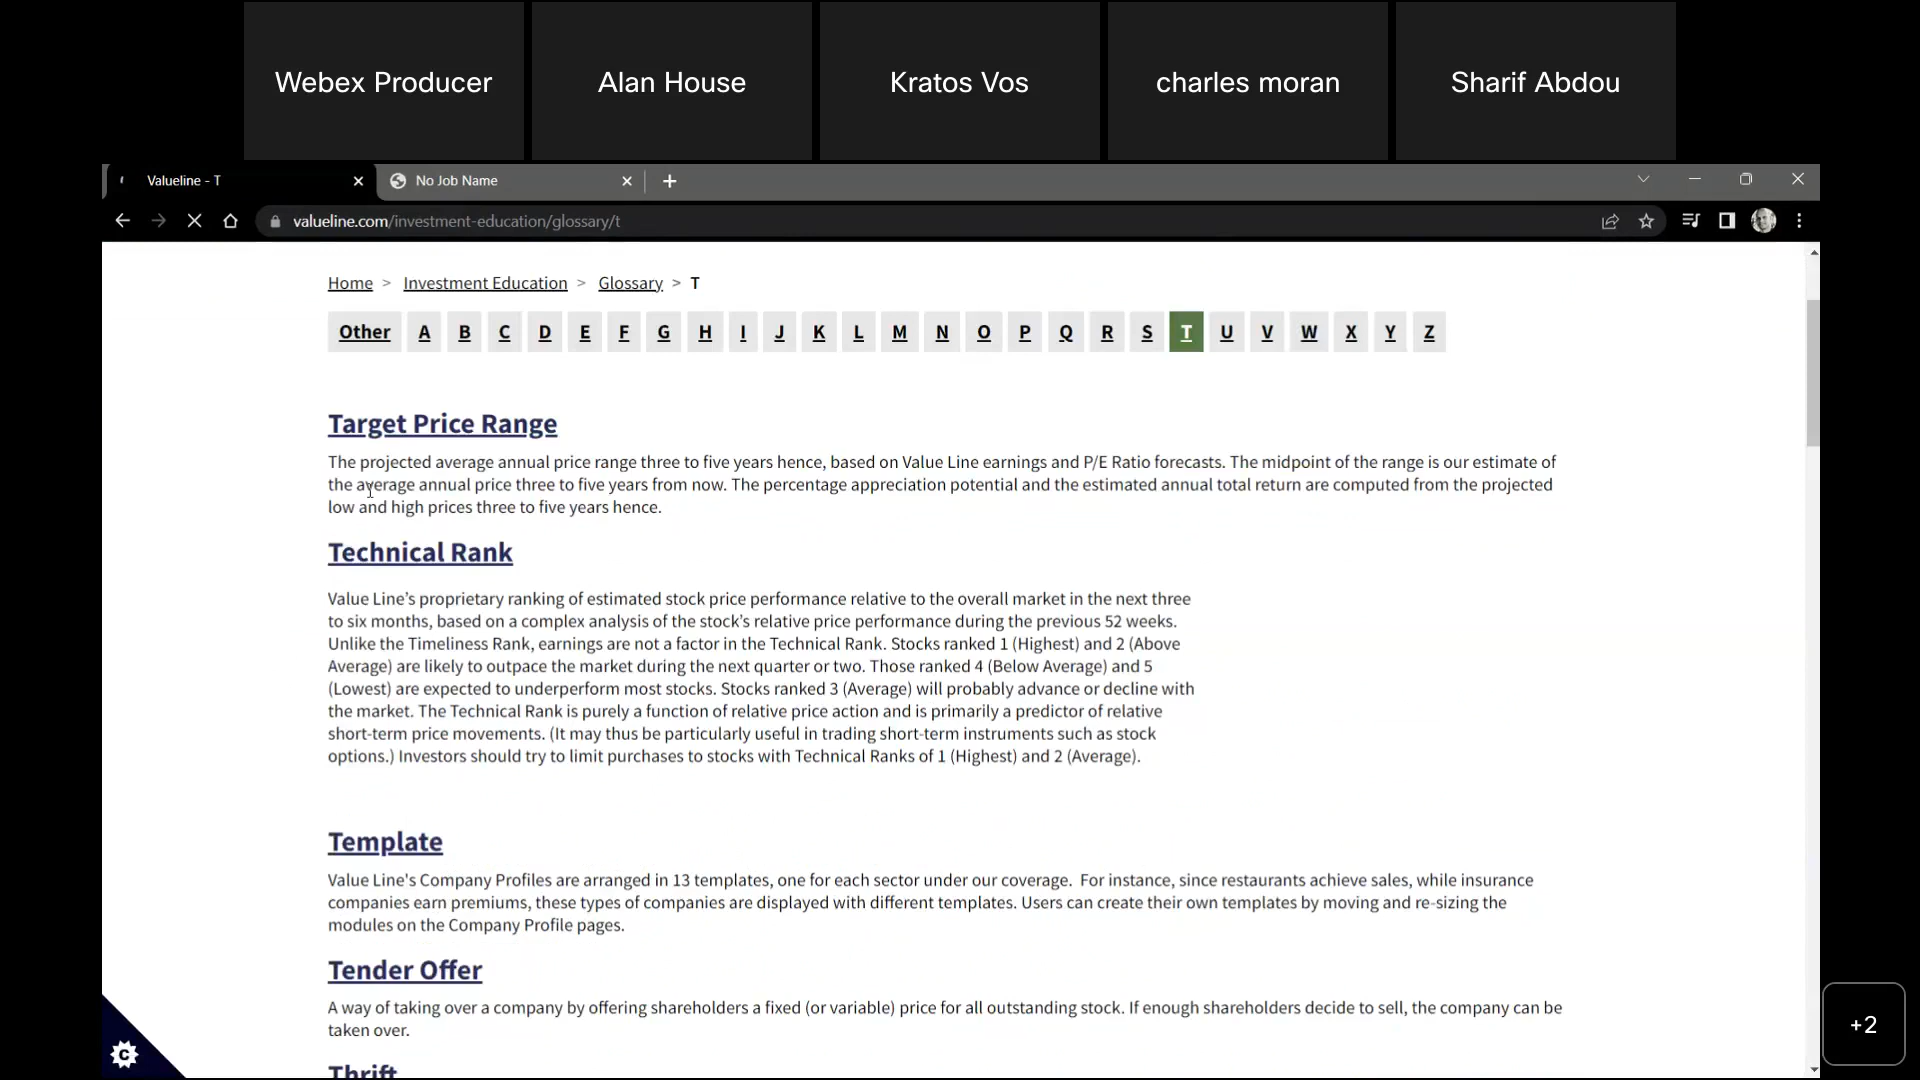 Webex Producer
Alan House
Kratos Vos
charles moran
Sharif Abdou
Valueline - T
No Job Name
valueline.com/investment-education/glossary/t
Home > Investment Education > Glossary > T
Other A B C D E F G H I J K L M N O P Q R S T U V W X Y Z
Target Price Range
The projected average annual price range three to five years hence, based on Value Line earnings and P/E Ratio forecasts. The midpoint of the range is our estimate of
the average annual price three to five years from now. The percentage appreciation potential and the estimated annual total return are computed from the projected
low and high prices three to five years hence.
Technical Rank
Value Line’s proprietary ranking of estimated stock price performance relative to the overall market in the next three
to six months, based on a complex analysis of the stock’s relative price performance during the previous 52 weeks.
Unlike the Timeliness Rank, earnings are not a factor in the Technical Rank. Stocks ranked 1 (Highest) and 2 (Above
Average) are likely to outpace the market during the next quarter or two. Those ranked 4 (Below Average) and 5
(Lowest) are expected to underperform most stocks. Stocks ranked 3 (Average) will probably advance or decline with
the market. The Technical Rank is purely a function of relative price action and is primarily a predictor of relative
short-term price movements. (It may thus be particularly useful in trading short-term instruments such as stock
options.) Investors should try to limit purchases to stocks with Technical Ranks of 1 (Highest) and 2 (Average).
Template
Value Line's Company Profiles are arranged in 13 templates, one for each sector under our coverage. For instance, since restaurants achieve sales, while insurance
companies earn premiums, these types of companies are displayed with different templates. Users can create their own templates by moving and re-sizing the
modules on the Company Profile pages.
Tender Offer
A way of taking over a company by offering shareholders a fixed (or variable) price for all outstanding stock. If enough shareholders decide to sell, the company can be
taken over.
Thrift
C
+2